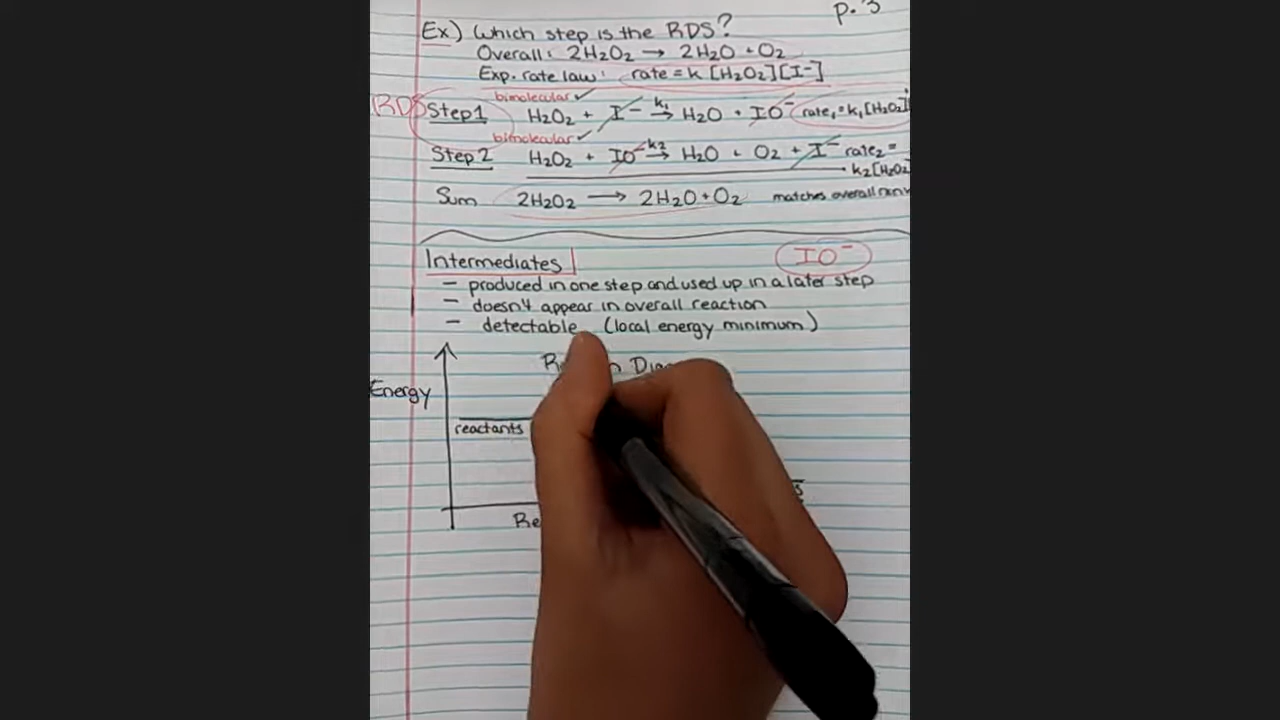 p. 3
Ex) Which step is the RDS?
Overall: 2H₂O₂ → 2H₂O + O₂
Exp. rate law: rate = k [H₂O₂][I⁻]
bimolecular ✓
RDS Step 1 H₂O₂ + I⁻ →k₁ H₂O + IO⁻ rate₁ = k₁[H₂O₂]
bimolecular ✓
Step 2 H₂O₂ + IO⁻ →k₂ H₂O + O₂ + I⁻ rate₂ =
k₂[H₂O₂
Sum 2H₂O₂ → 2H₂O + O₂ matches overall
Intermediates IO⁻
- produced in one step and used up in a later step
- doesn't appear in overall reaction
- detectable (local energy minimum)
Energy
reactants